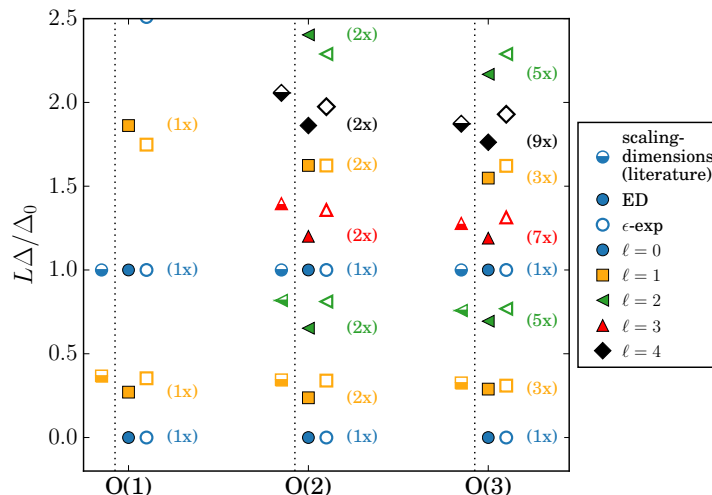 2.5
2.0
1.5
1.0
0.5
0.0
LΔ/Δ₀
(1x)
(1x)
(1x)
(1x)
(2x)
(2x)
(2x)
(2x)
(1x)
(2x)
(2x)
(1x)
(5x)
(9x)
(3x)
(7x)
(1x)
(5x)
(3x)
(1x)
O(1)
O(2)
O(3)
scaling-
dimensions
(literature)
ED
ϵ-exp
ℓ = 0
ℓ = 1
ℓ = 2
ℓ = 3
ℓ = 4